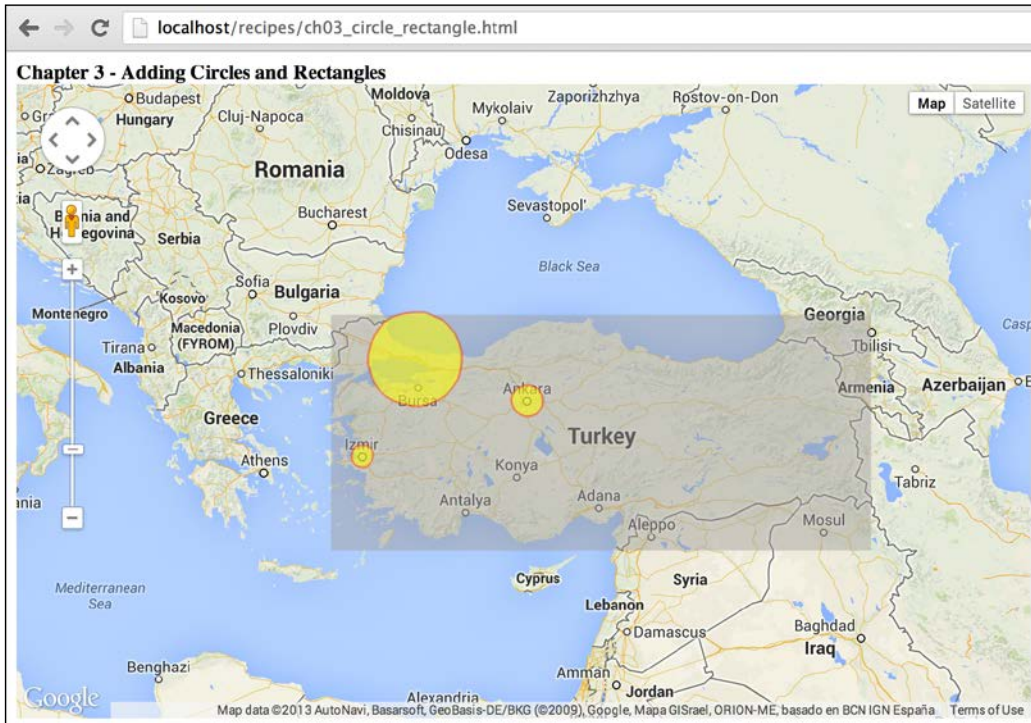 localhost/recipes/ch03_circle_rectangle.html
Chapter 3 - Adding Circles and Rectangles
Moldova
Budapest
Zaporizhzhya
Rostov-on-Don
Map
Satellite
Mykolaiv
Hungary
Cluj-Napoca
Chisinau
Odesa
Zagreb
Romania
Sevastopol'
Bucharest
Serbia
Black Sea
Sofia
Bulgaria
Kosovo
Montenegro
Georgia
Plovdiv
Macedonia
(FYROM)
Tbilisi
Tirana
Albania
Thessaloniki
Ankara
Armenia
Azerbaijan
Bursa
Greece
Turkey
Izmir
Athens
Konya
Tabriz
Antalya
Adana
Aleppo
Mosul
Cyprus
Syria
Mediterranean
Sea
Lebanon
Damascus
Baghdad
Iraq
Benghazi
Amman
Jordan
Alexandria
Google
Map data ©2013 AutoNavi, Basarsoft, GeoBasis-DE/BKG (©2009), Google, Mapa GISrael, ORION-ME, basado en BCN IGN España
Terms of Use